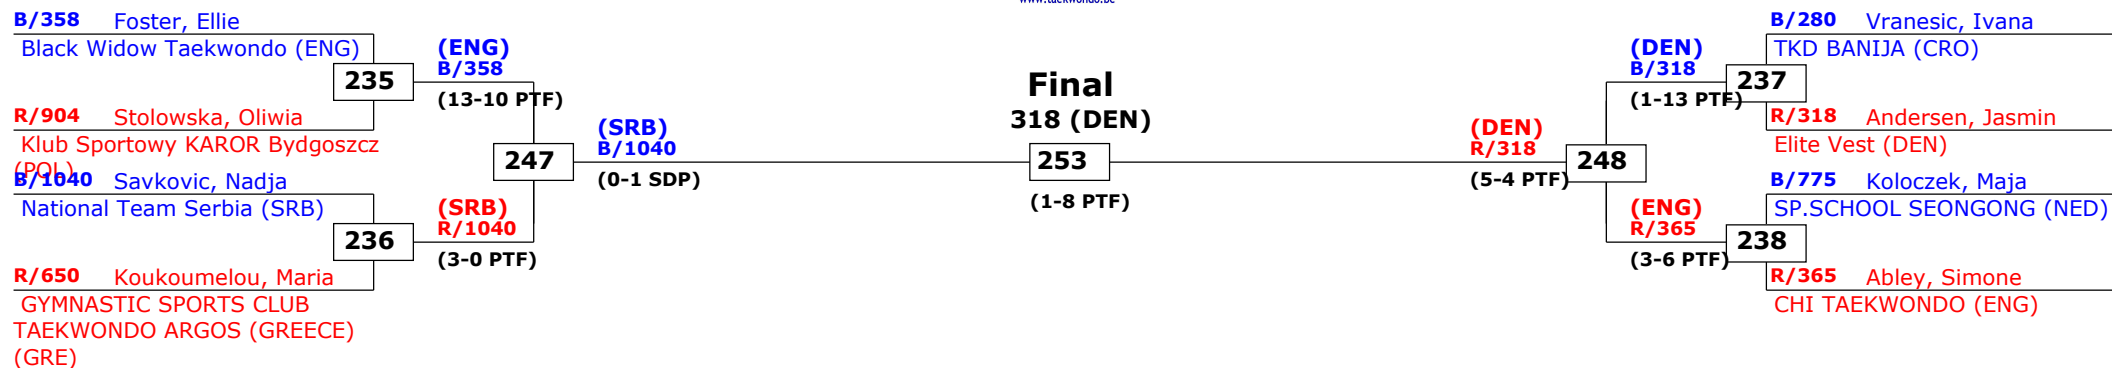 www.taekwondo.be
B/358 Foster, Ellie
Black Widow Taekwondo (ENG)
235
R/904 Stolowska, Oliwia
Klub Sportowy KAROR Bydgoszcz
(POL)
B/1040 Savkovic, Nadja
National Team Serbia (SRB)
236
R/650 Koukoumelou, Maria
GYMNASTIC SPORTS CLUB
TAEKWONDO ARGOS (GREECE)
(GRE)
(ENG)
B/358
(13-10 PTF)
247
(SRB)
R/1040
(3-0 PTF)
(SRB)
B/1040
(0-1 SDP)
Final
318 (DEN)
253
(1-8 PTF)
(DEN)
R/318
(5-4 PTF)
248
(DEN)
B/318
(1-13 PTF)
(ENG)
R/365
(3-6 PTF)
B/280 Vranesic, Ivana
TKD BANIJA (CRO)
237
R/318 Andersen, Jasmin
Elite Vest (DEN)
B/775 Koloczek, Maja
SP.SCHOOL SEONGONG (NED)
238
R/365 Abley, Simone
CHI TAEKWONDO (ENG)